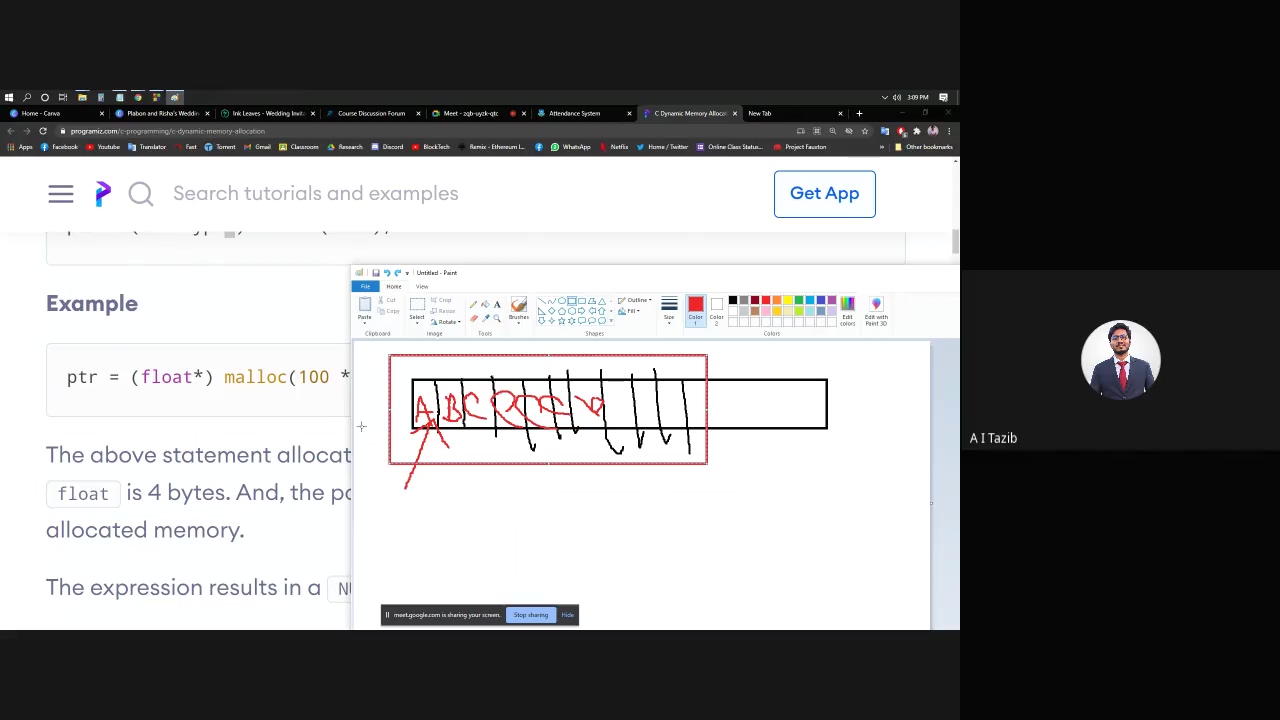 3:09 PM
Home - Canva
Plabon and Risha's Weddin
Ink Leaves - Wedding Invita
Course Discussion Forum
Meet - zqb-uyzk-qtc
Attendance System
C Dynamic Memory Allocat
New Tab
programiz.com/c-programming/c-dynamic-memory-allocation
Apps Facebook Youtube Translator Fast Torrent Gmail Classroom Research Discord BlockTech Remix - Ethereum I... WhatsApp Netflix Home / Twitter Online Class Status... Project Fauxton » Other bookmarks
Search tutorials and examples
Get App
Example
ptr = (float*) malloc(100 *
The above statement allocat
float is 4 bytes. And, the po
allocated memory.
The expression results in a NU
Untitled - Paint
File Home View
Paste Cut Copy
Clipboard
Select Crop Resize Rotate
Image
A
Tools
Brushes
Outline Fill
Shapes
Size
Color 1
Color 2
Edit colors
Colors
Edit with Paint 3D
A B C
meet.google.com is sharing your screen. Stop sharing Hide
A I Tazib